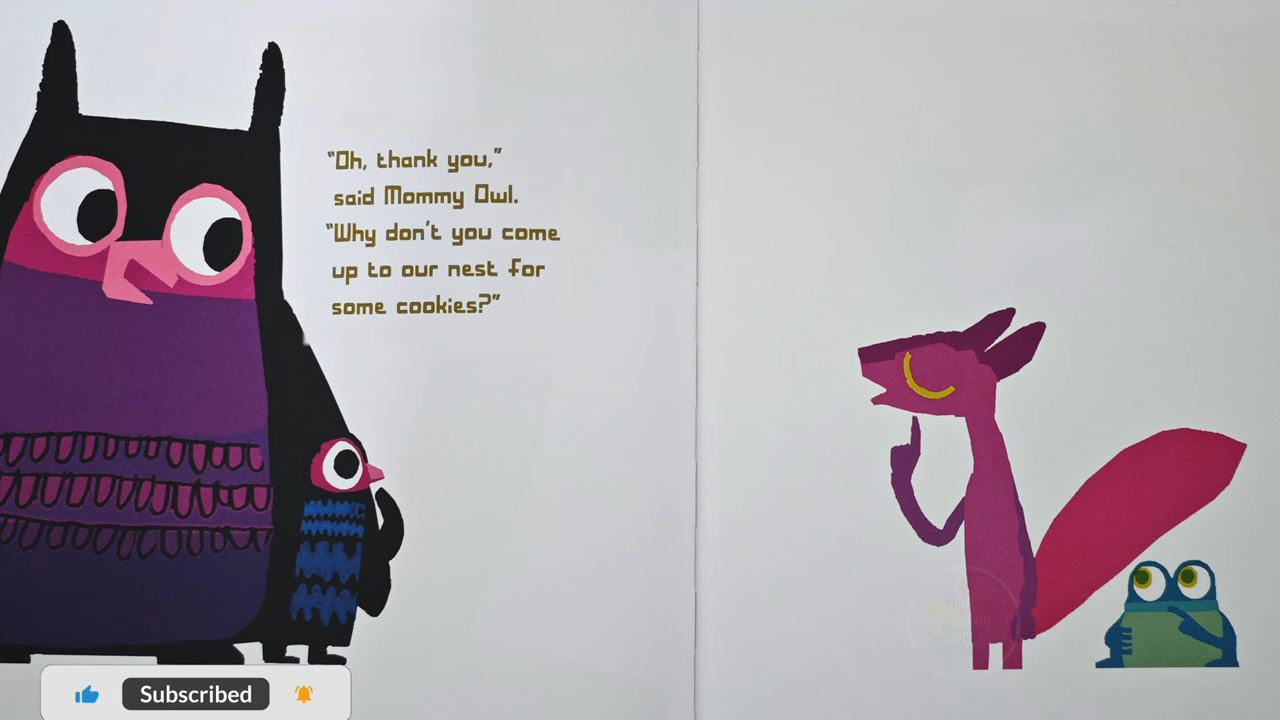 “Oh, thank you,”
said Mommy Owl.
“Why don’t you come
up to our nest for
some cookies?”
Subscribed